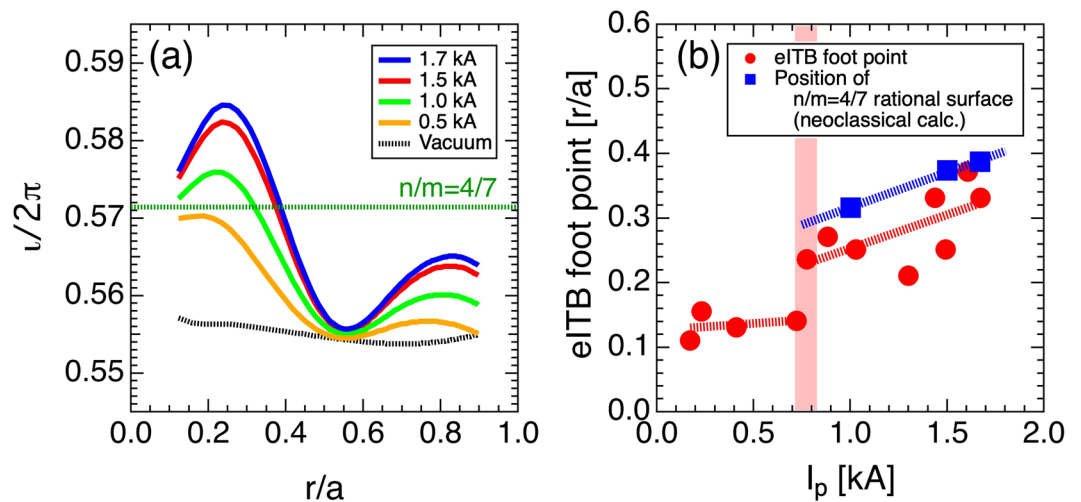 (a)
0.59
0.58
0.57
0.56
0.55
ι/2π
1.7 kA
1.5 kA
1.0 kA
0.5 kA
Vacuum
n/m=4/7
0.0 0.2 0.4 0.6 0.8 1.0
r/a
(b)
0.6
0.5
0.4
0.3
0.2
0.1
0.0
eITB foot point [r/a]
eITB foot point
Position of
n/m=4/7 rational surface
(neoclassical calc.)
0.0 0.5 1.0 1.5 2.0
Ip [kA]